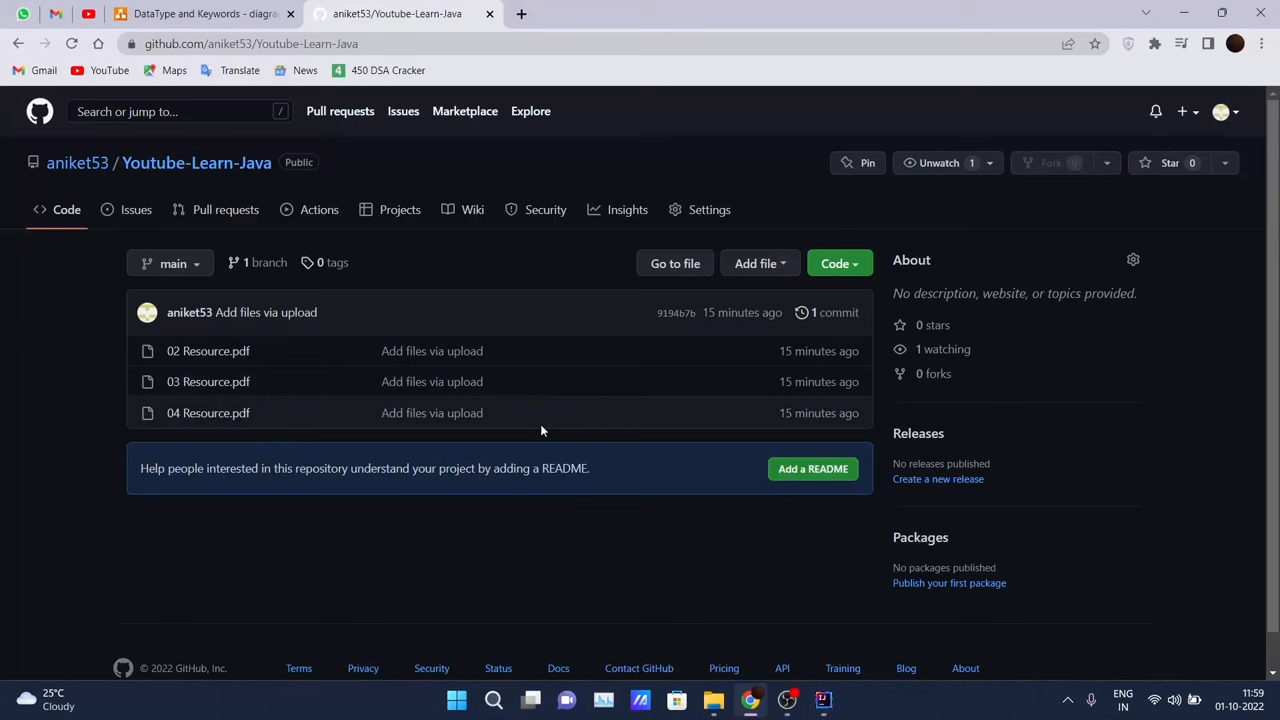 DataType and Keywords - diagra
aniket53/Youtube-Learn-Java
github.com/aniket53/Youtube-Learn-Java
Gmail
YouTube
Maps
Translate
News
4
450 DSA Cracker
Search or jump to...
/
Pull requests
Issues
Marketplace
Explore
aniket53 / Youtube-Learn-Java
Public
Pin
Unwatch 1
Fork
Star 0
Code
Issues
Pull requests
Actions
Projects
Wiki
Security
Insights
Settings
main
1 branch
0 tags
Go to file
Add file
Code
aniket53 Add files via upload
9194b7b 15 minutes ago
1 commit
02 Resource.pdf
Add files via upload
15 minutes ago
03 Resource.pdf
Add files via upload
15 minutes ago
04 Resource.pdf
Add files via upload
15 minutes ago
Help people interested in this repository understand your project by adding a README.
Add a README
About
No description, website, or topics provided.
0 stars
1 watching
0 forks
Releases
No releases published
Create a new release
Packages
No packages published
Publish your first package
© 2022 GitHub, Inc.
Terms
Privacy
Security
Status
Docs
Contact GitHub
Pricing
API
Training
Blog
About
25°C
Cloudy
ENG
IN
11:59
01-10-2022